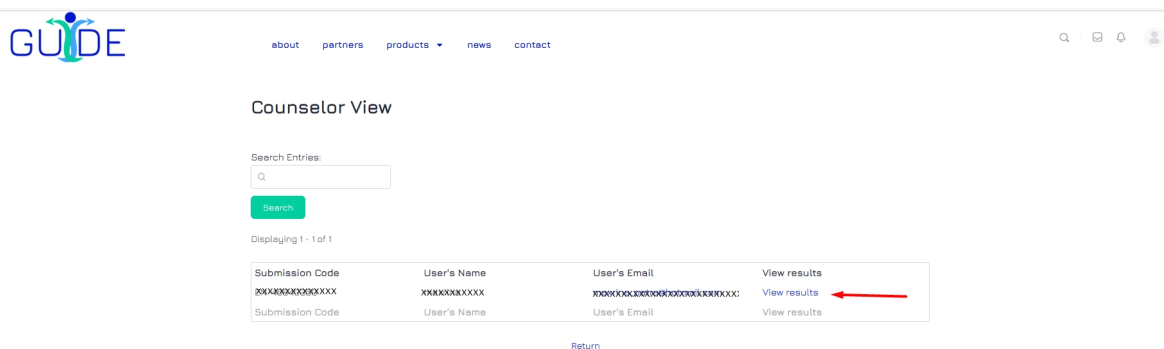 GUIDE
about partners products news contact
Counselor View
Search Entries:
Search
Displaying 1 - 1 of 1
Submission Code User's Name User's Email View results
View results
Submission Code User's Name User's Email View results
Return